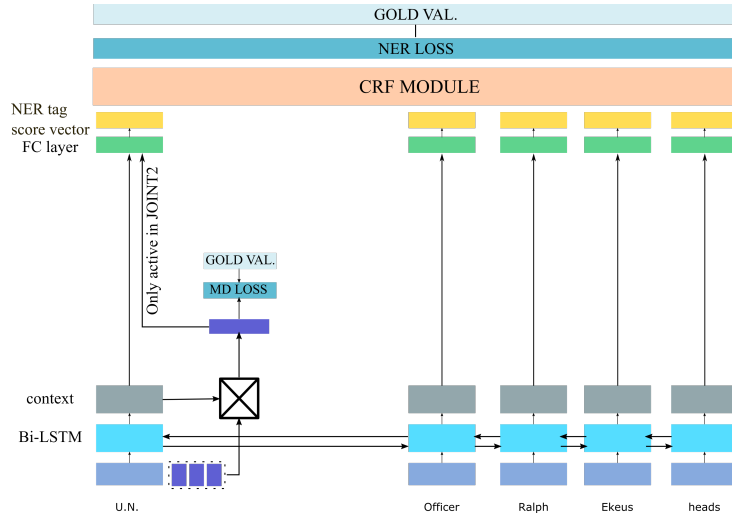 GOLD VAL.
NER LOSS
CRF MODULE
NER tag
score vector
FC layer
Only active in JOINT2
GOLD VAL.
MD LOSS
context
Bi-LSTM
U.N. Officer Ralph Ekeus heads